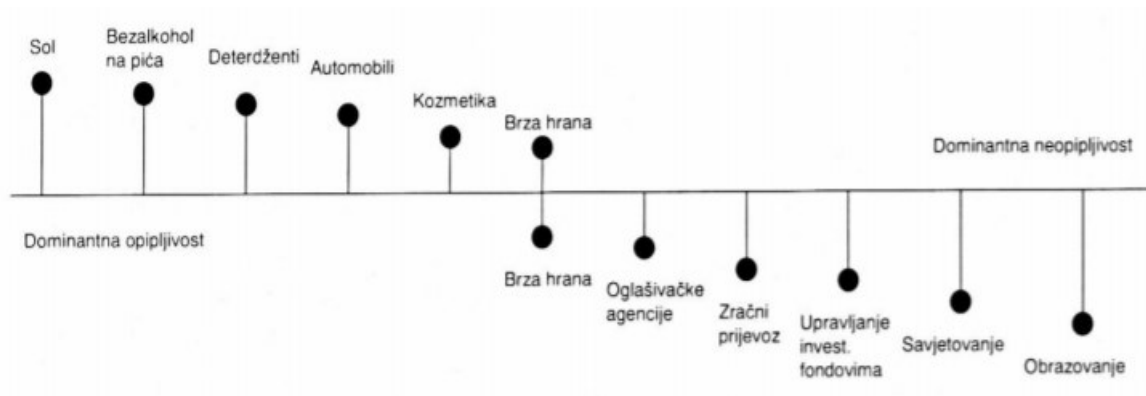 Sol
Bezalkohol
na pića
Deterdženti
Automobili
Kozmetika
Brza hrana
Dominantna neopipljivost
Dominantna opipljivost
Brza hrana
Oglašivačke
agencije
Zračni
prijevoz
Upravljanje
invest.
fondovima
Savjetovanje
Obrazovanje